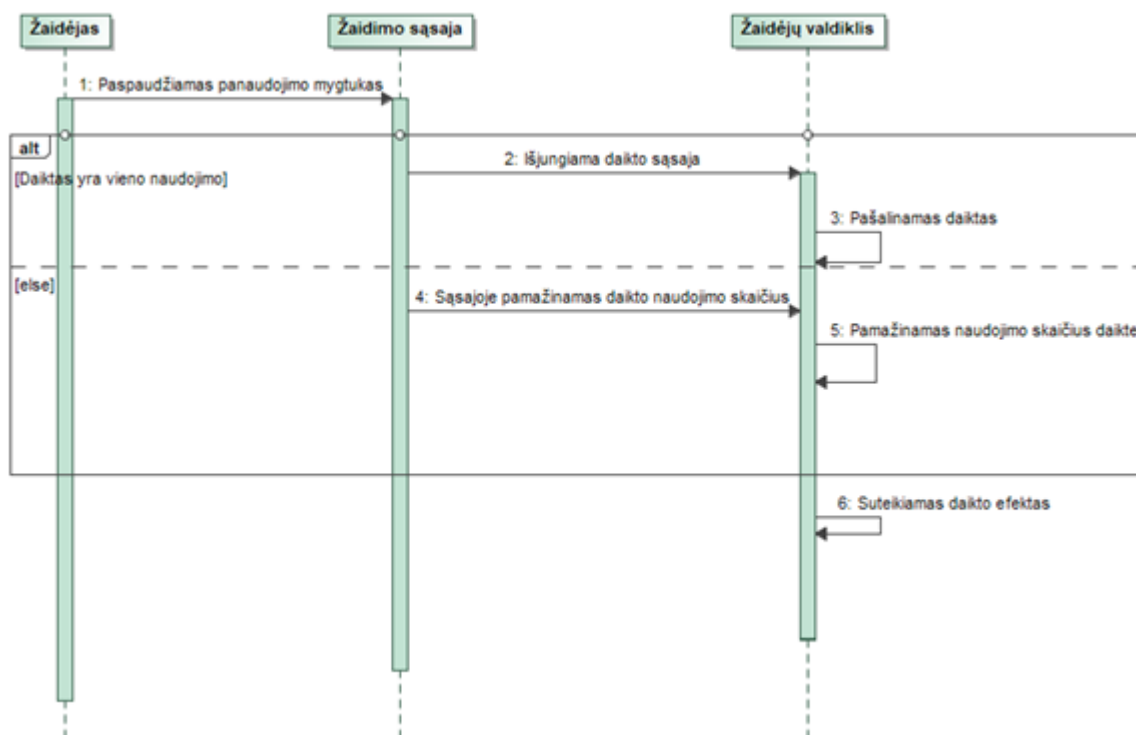 Žaidėjas
Žaidimo sąsaja
Žaidėjų valdiklis
1: Paspaudžiamas panaudojimo mygtukas
alt
2: Išjungiama daikto sąsaja
[Daiktas yra vieno naudojimo]
3: Pašalinamas daiktas
[else]
4: Sąsajoje pamažinamas daikto naudojimo skaičius
5: Pamažinamas naudojimo skaičius daikte
6: Suteikiamas daikto efektas